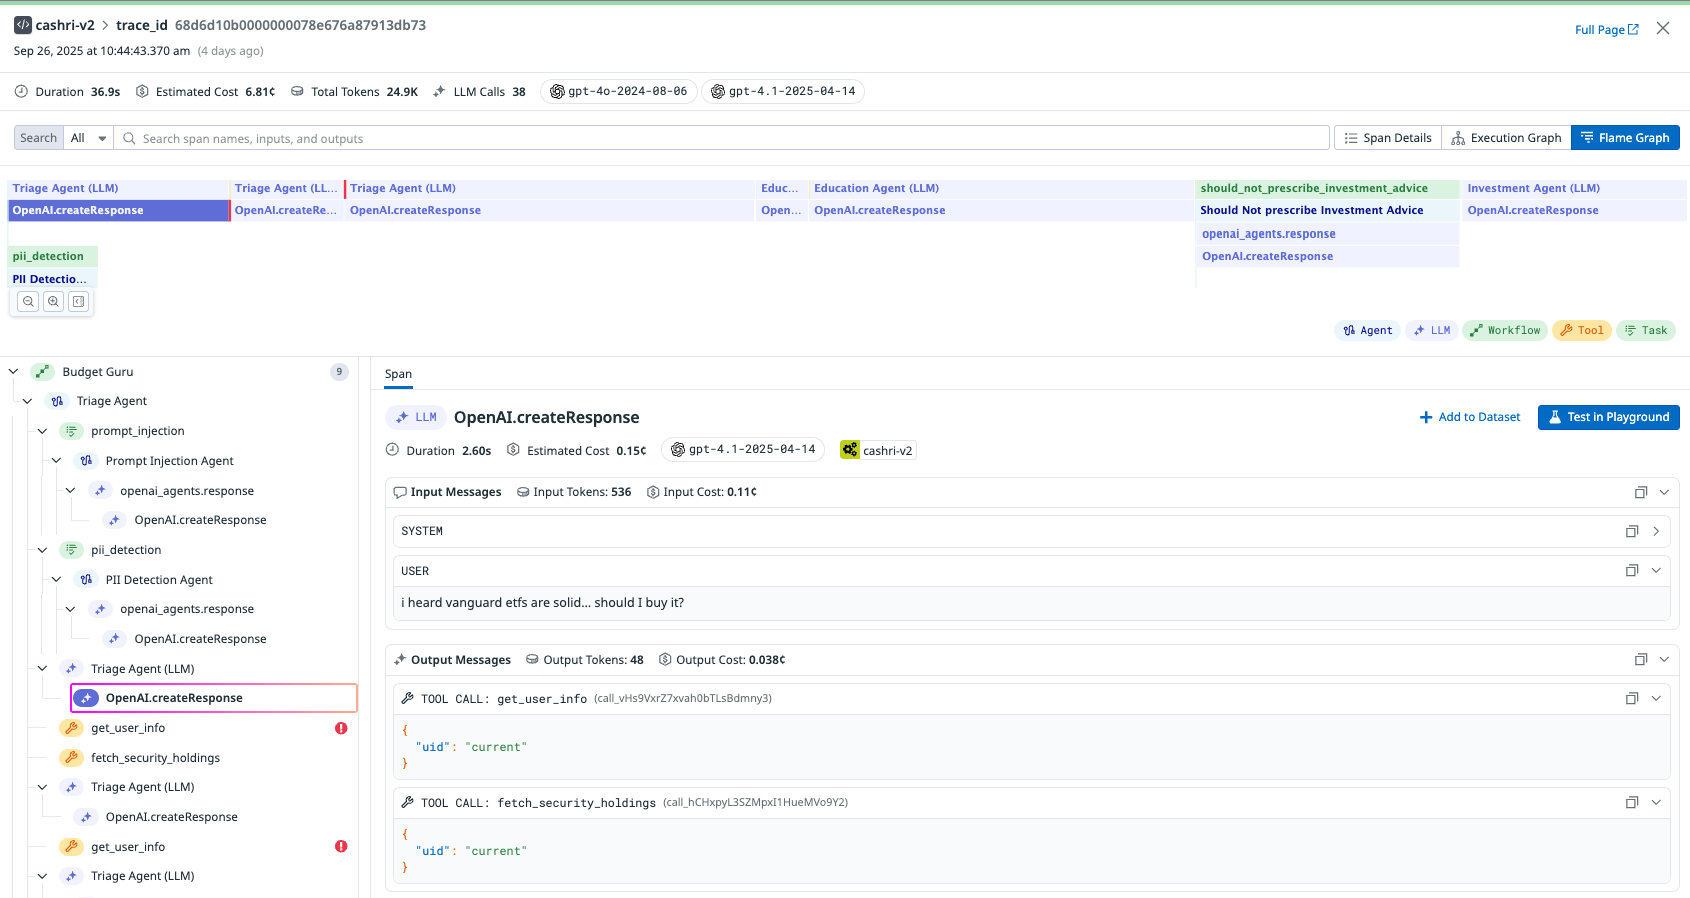 cashri-v2 > trace_id 68d6d10b0000000078e676a87913db73
Full Page
Sep 26, 2025 at 10:44:43.370 am (4 days ago)
Duration 36.9s Estimated Cost 6.81¢ Total Tokens 24.9K LLM Calls 38 gpt-4o-2024-08-06 gpt-4.1-2025-04-14
Search All Search span names, inputs, and outputs Span Details Execution Graph Flame Graph
Triage Agent (LLM) Triage Agent (LL... Triage Agent (LLM) Educ... Education Agent (LLM) should_not_prescribe_investment_advice Investment Agent (LLM)
OpenAI.createResponse OpenAI.createRe... OpenAI.createResponse Open... OpenAI.createResponse Should Not prescribe Investment Advice OpenAI.createResponse
openai_agents.response
pii_detection OpenAI.createResponse
PII Detectio...
Agent LLM Workflow Tool Task
Budget Guru 9
Triage Agent
prompt_injection
Prompt Injection Agent
openai_agents.response
OpenAI.createResponse
pii_detection
PII Detection Agent
openai_agents.response
OpenAI.createResponse
Triage Agent (LLM)
OpenAI.createResponse
get_user_info
fetch_security_holdings
Triage Agent (LLM)
OpenAI.createResponse
get_user_info
Triage Agent (LLM)
Span
LLM OpenAI.createResponse Add to Dataset Test in Playground
Duration 2.60s Estimated Cost 0.15¢ gpt-4.1-2025-04-14 cashri-v2
Input Messages Input Tokens: 536 Input Cost: 0.11¢
SYSTEM
USER
i heard vanguard etfs are solid... should I buy it?
Output Messages Output Tokens: 48 Output Cost: 0.038¢
TOOL CALL: get_user_info (call_vHs9VxrZ7xvah0bTLsBdmny3)
{
"uid": "current"
}
TOOL CALL: fetch_security_holdings (call_hCHxpyL3SZMpxI1HueMVo9Y2)
{
"uid": "current"
}